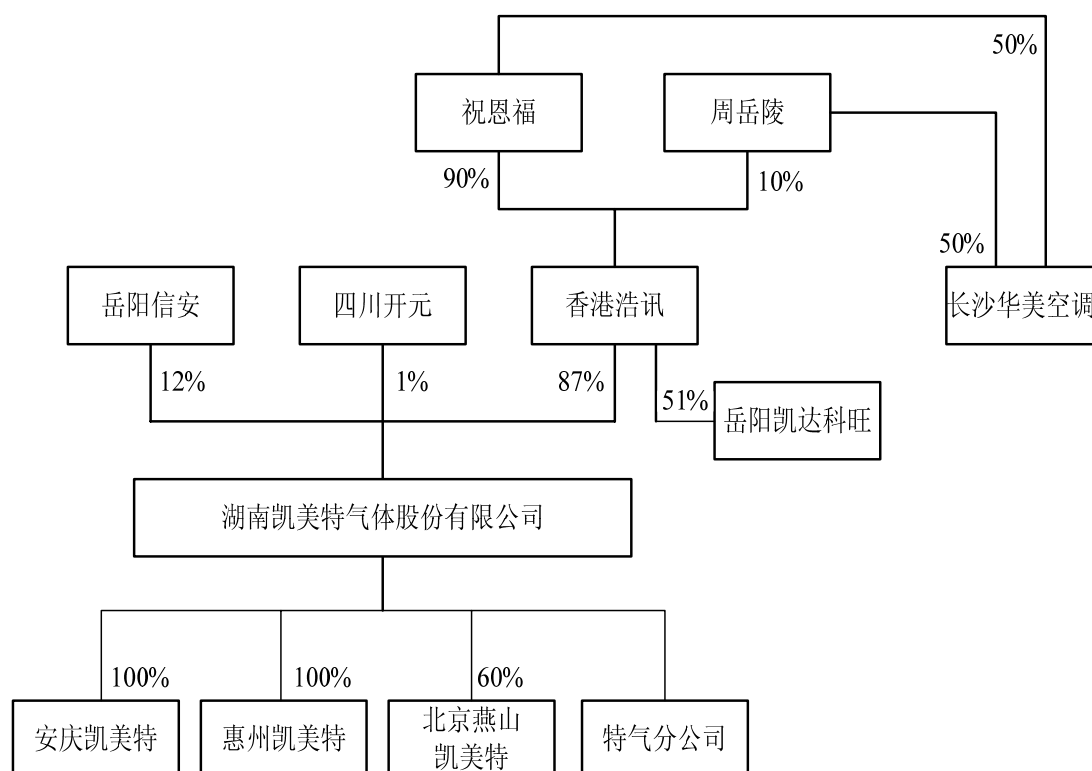 50%
祝恩福
周岳陵
90%
10%
50%
岳阳信安
四川开元
香港浩讯
长沙华美空调
12%
1%
87%
51%
岳阳凯达科旺
湖南凯美特气体股份有限公司
100%
100%
60%
安庆凯美特
惠州凯美特
北京燕山
凯美特
特气分公司